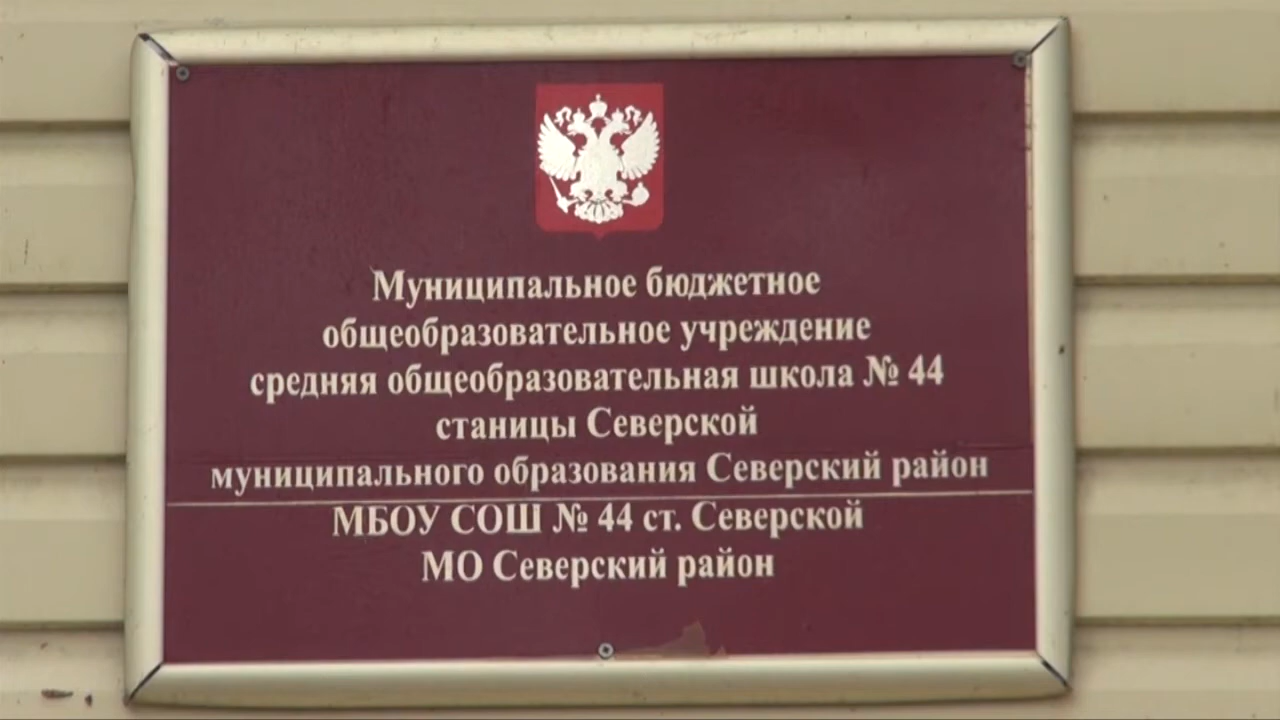 Муниципальное бюджетное
общеобразовательное учреждение
средняя общеобразовательная школа № 44
станицы Северской
муниципального образования Северский район
МБОУ СОШ № 44 ст. Северской
МО Северский район